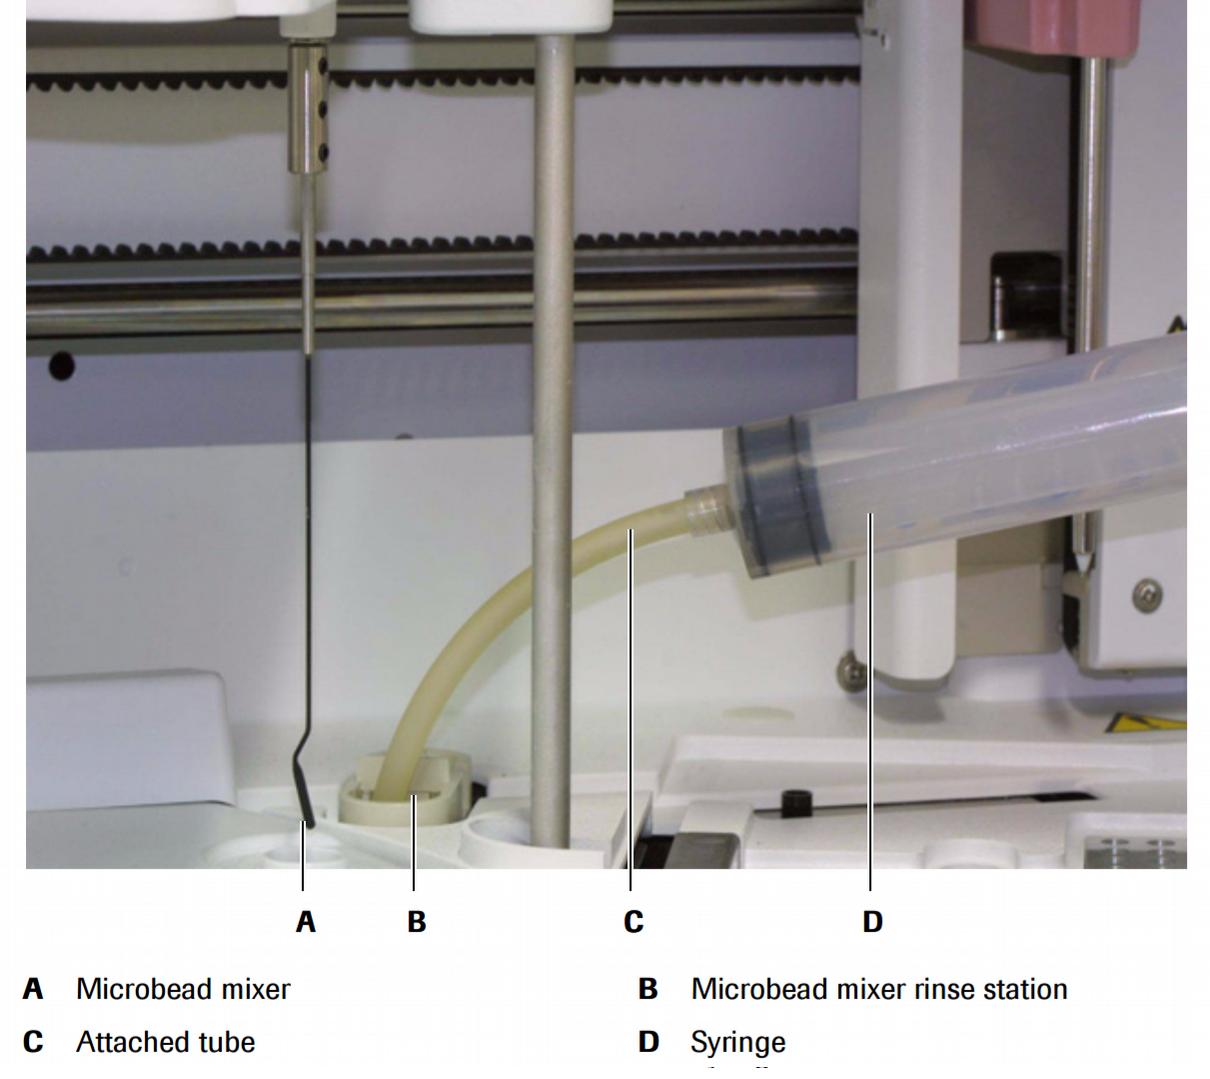 A B C D
A Microbead mixer B Microbead mixer rinse station
C Attached tube D Syringe